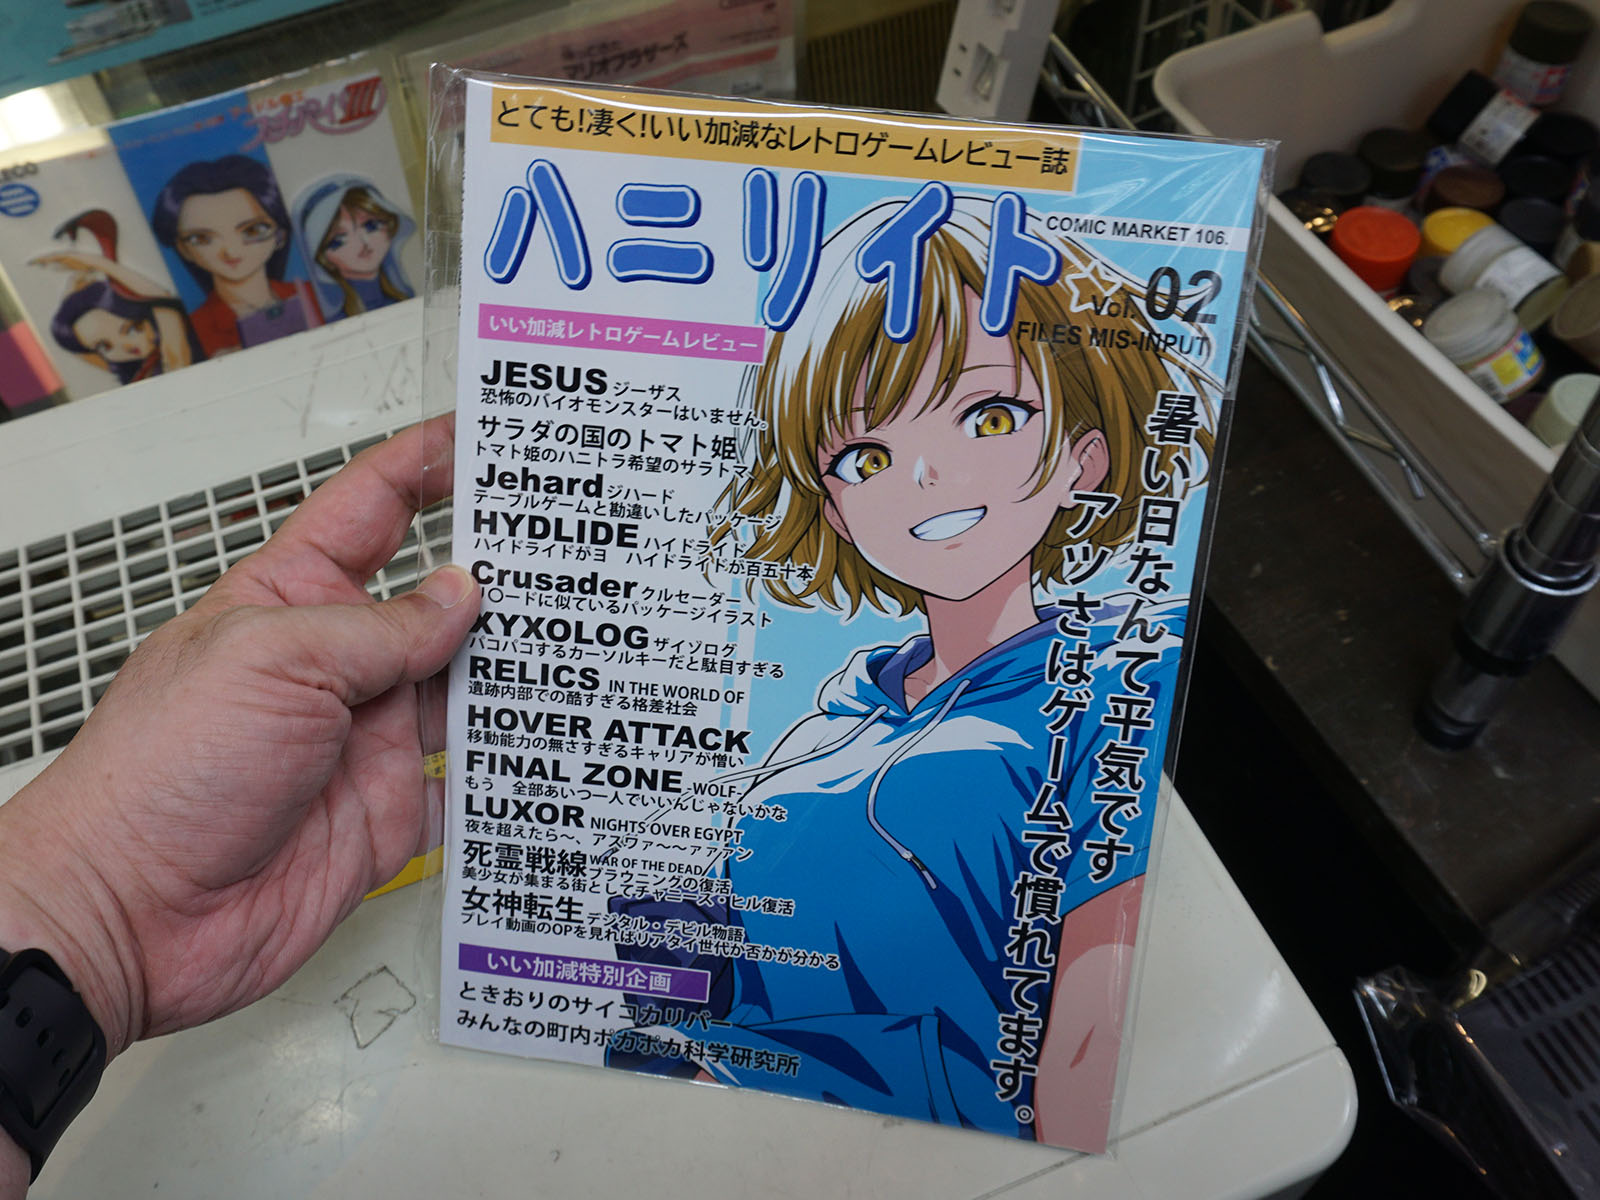 マリオブラザーズ
とても!凄く!いい加減なレトロゲームレビュー誌
ハニリイト
COMIC MARKET 106.
Vol. 02
FILES MIS-INPUT
いい加減レトロゲームレビュー
JESUS ジーザス
恐怖のバイオモンスターはいません。
サラダの国のトマト姫
トマト姫のハニトラ希望のサラトマ
Jehard ジハード
テーブルゲームと勘違いしたパッケージ
HYDLIDE ハイドライド
ハイドライドがヨ ハイドライドが百五十本
Crusader クルセーダー
〇ードに似ているパッケージイラスト
XYXOLOG ザイゾログ
パコパコするカーソルキーだと駄目すぎる
RELICS IN THE WORLD OF
遺跡内部での酷すぎる格差社会
HOVER ATTACK
移動能力の無さすぎるキャリアが憎い
FINAL ZONE -WOLF-
もう 全部あいつ一人でいいんじゃないかな
LUXOR NIGHTS OVER EGYPT
夜を超えたら〜、アスワァ〜〜ァァァン
死霊戦線 WAR OF THE DEAD
ブラウニングの復活
美少女が集まる街としてチャニーズ・ヒル復活
女神転生 デジタル・デビル物語
プレイ動画のOPを見ればリアタイ世代か否かが分かる
いい加減特別企画
ときおりのサイコカリバー
みんなの町内ポカポカ科学研究所
暑い日なんて平気です
アツさはゲームで慣れてます。